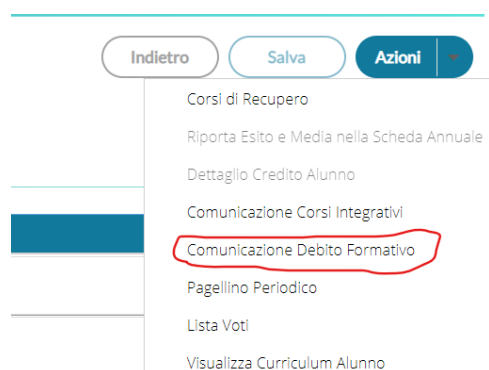 Indietro Salva Azioni
Corsi di Recupero
Riporta Esito e Media nella Scheda Annuale
Dettaglio Credito Alunno
Comunicazione Corsi Integrativi
Comunicazione Debito Formativo
Pagellino Periodico
Lista Voti
Visualizza Curriculum Alunno